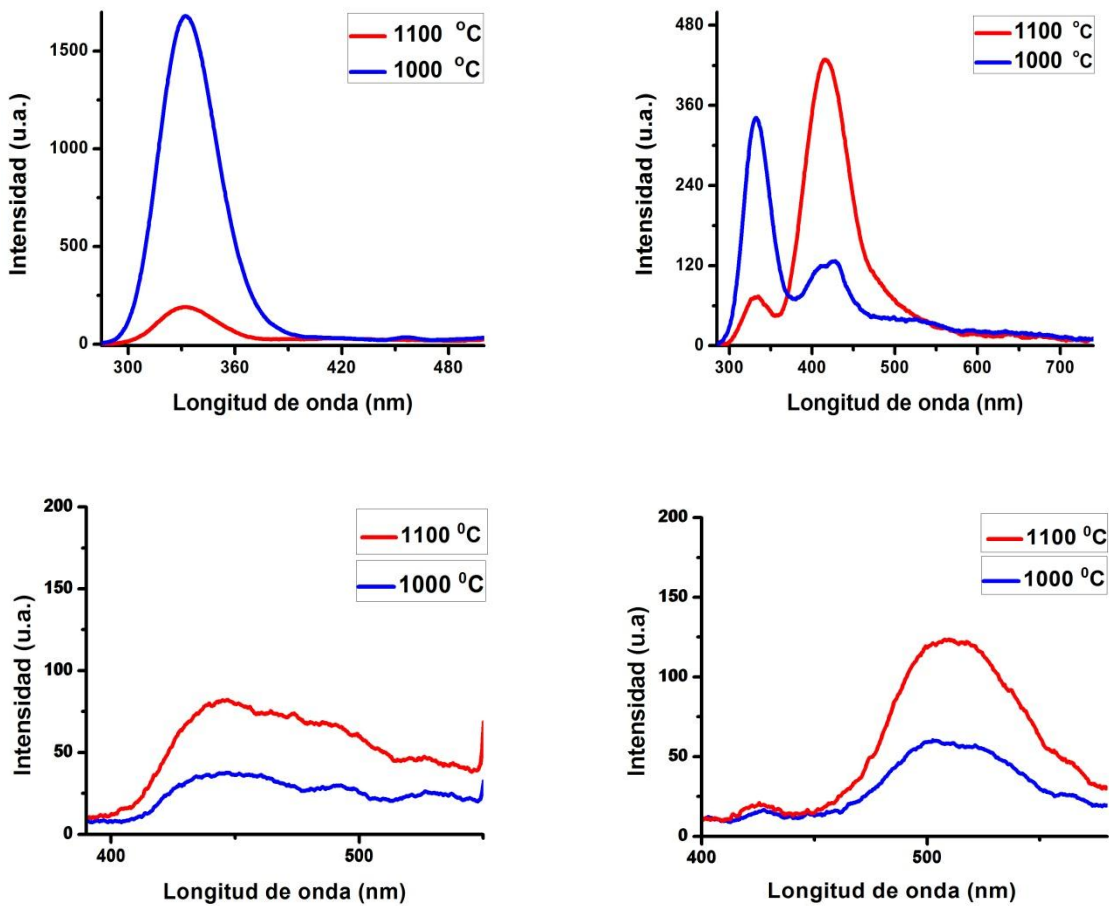 1500
1000
500
0
300
360
420
480
Intensidad (u.a.)
Longitud de onda (nm)
1100 °C
1000 °C
480
360
240
120
0
300
400
500
600
700
Intensidad (u.a.)
Longitud de onda (nm)
1100 °C
1000 °C
200
150
100
50
0
400
500
Intensidad (u.a.)
Longitud de onda (nm)
1100 ⁰C
1000 ⁰C
200
150
100
50
0
400
500
Intensidad (u.a)
Longitud de onda (nm)
1100 ⁰C
1000 ⁰C